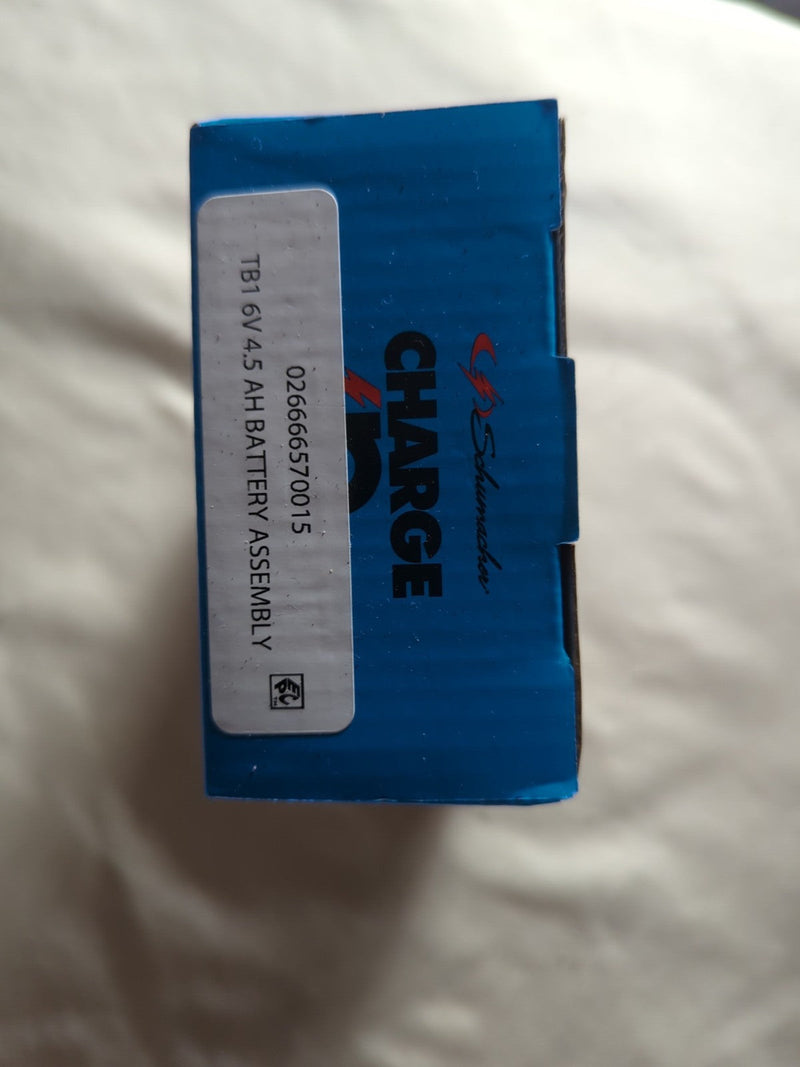 Schumacher
CHARGE
026666570015
TB1 6V 4.5 AH BATTERY ASSEMBLY